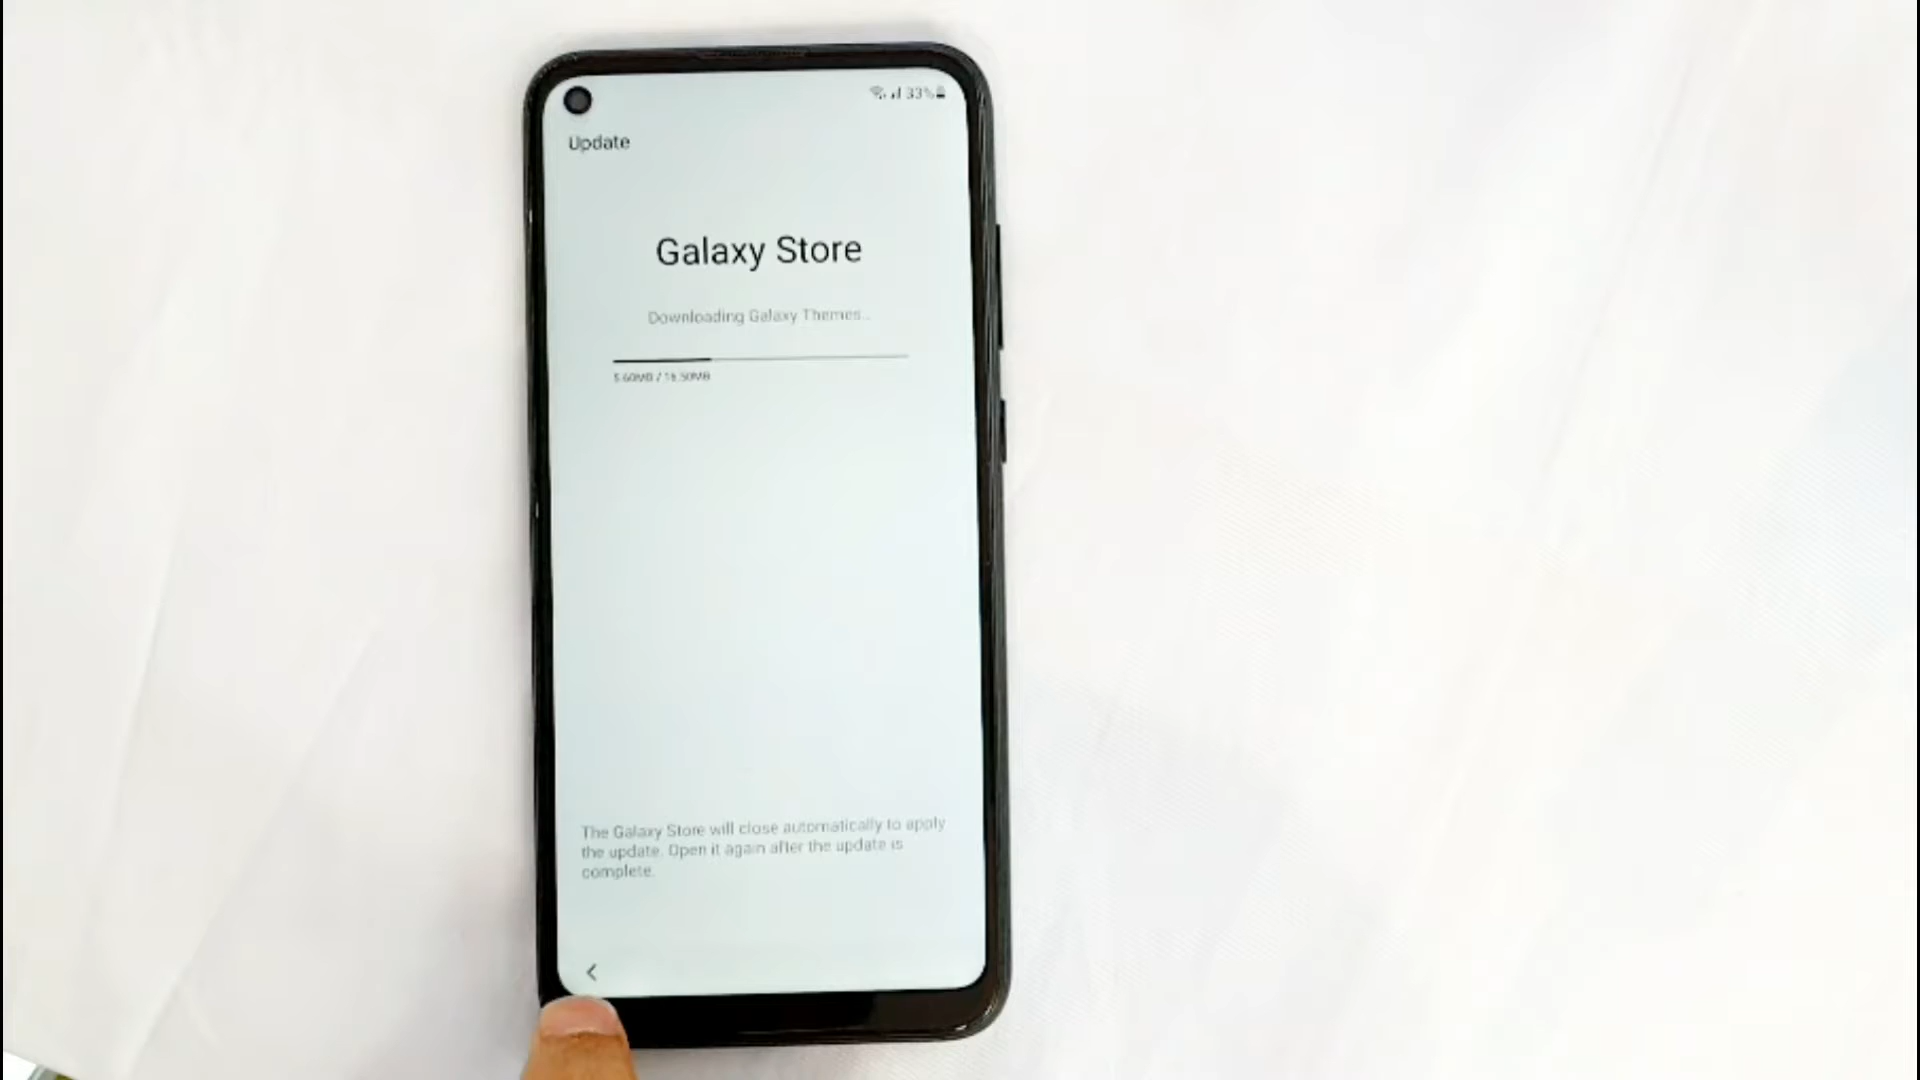 33%
Update
Galaxy Store
Downloading Galaxy Themes...
5.60MB / 16.50MB
The Galaxy Store will close automatically to apply
the update. Open it again after the update is
complete.